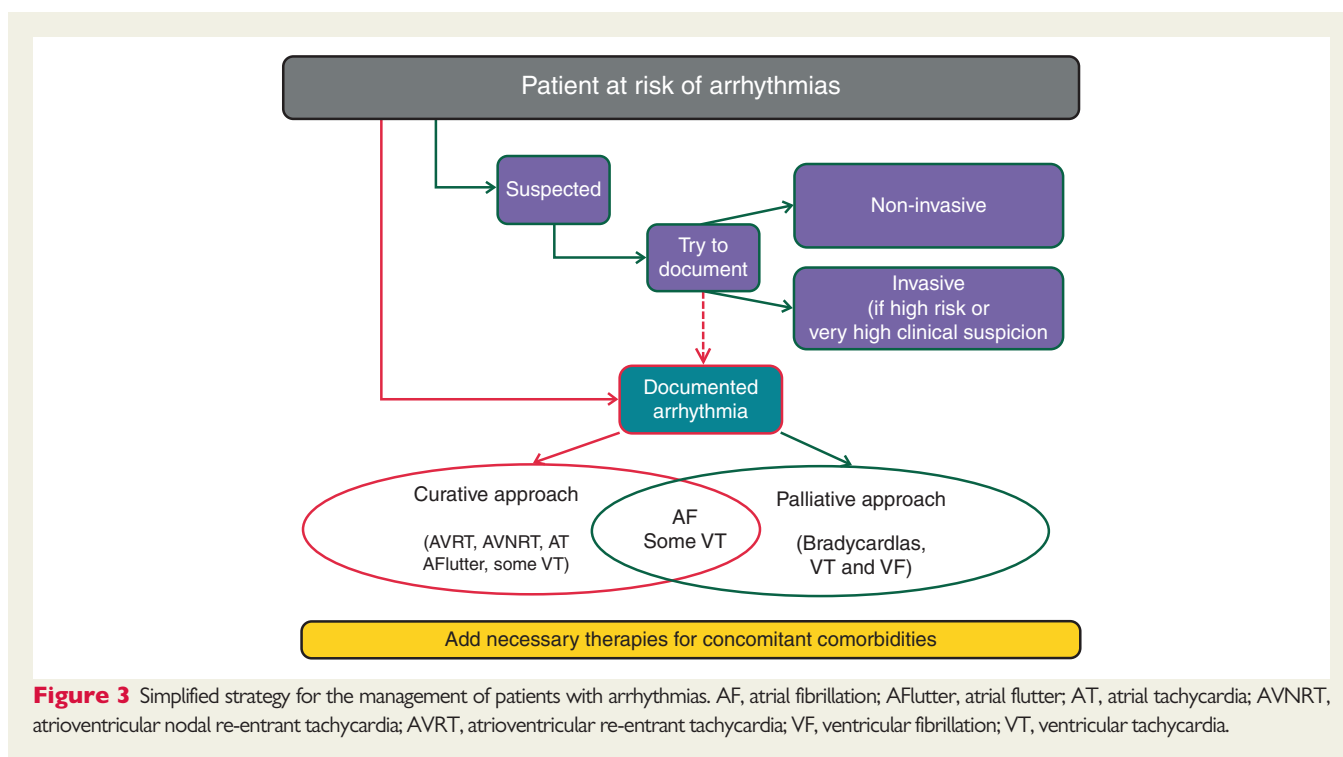 Patient at risk of arrhythmias
Suspected
Try to
document
Non-invasive
Invasive
(if high risk or
very high clinical suspicion
Documented
arrhythmia
Curative approach
(AVRT, AVNRT, AT
AFlutter, some VT)
AF
Some VT
Palliative approach
(Bradycardlas,
VT and VF)
Add necessary therapies for concomitant comorbidities
Figure 3 Simplified strategy for the management of patients with arrhythmias. AF, atrial fibrillation; AFlutter, atrial flutter; AT, atrial tachycardia; AVNRT,
atrioventricular nodal re-entrant tachycardia; AVRT, atrioventricular re-entrant tachycardia; VF, ventricular fibrillation; VT, ventricular tachycardia.